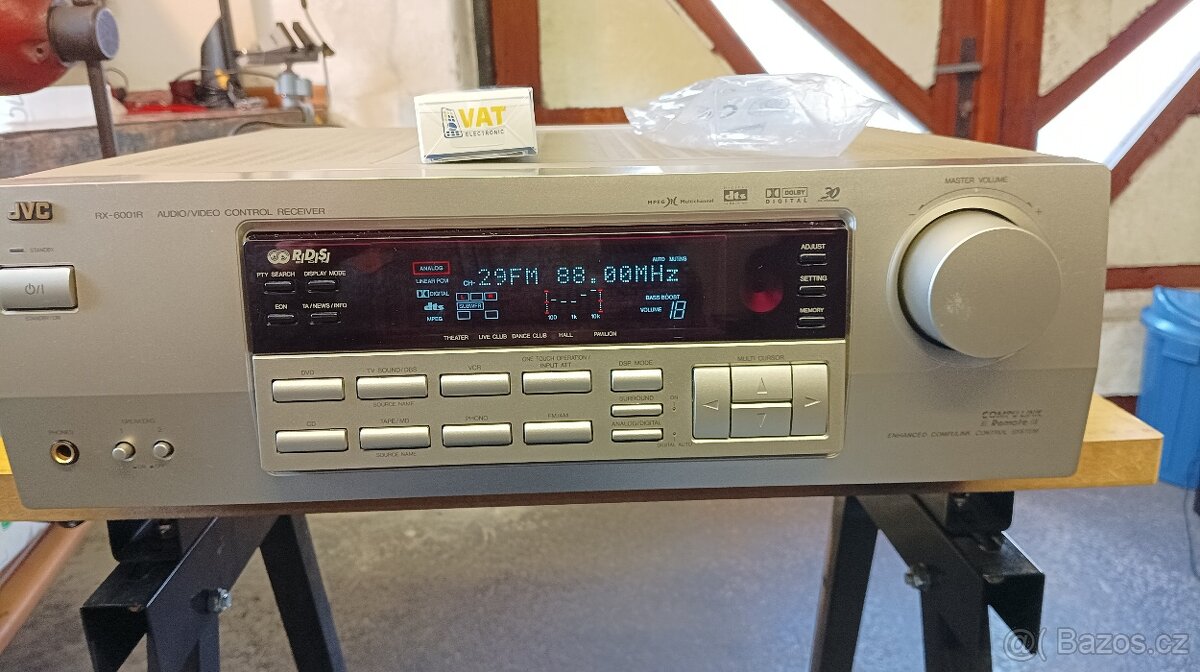 VAT
ELECTRONIC
JVC
RX-6001R AUDIO/VIDEO CONTROL RECEIVER
MPEG Multichannel
dts
DOLBY
DIGITAL
MASTER VOLUME
- +
STANDBY
RDS
PTY SEARCH DISPLAY MODE
EON TA/NEWS/INFO
AUTO MUTING
ANALOG
LINEAR PCM
DIGITAL
dts
MPEG
CH- 29FM 88.00MHz
L R
SUBWFR
100 1k 10k
BASS BOOST
VOLUME 18
THEATER LIVE CLUB DANCE CLUB HALL PAVILION
ADJUST
SETTING
MEMORY
DVD
TV SOUND/DBS
SOURCE NAME
VCR
ONE TOUCH OPERATION/
INPUT ATT
DSP MODE
SURROUND
ON
ANALOG/DIGITAL
DIGITAL AUTO
MULTI CURSOR
CD
TAPE/MD
SOURCE NAME
PHONO
FM/AM
PHONES
SPEAKERS
1 2
COMPU LINK
Remote
ENHANCED COMPULINK CONTROL SYSTEM
@( Bazos.cz